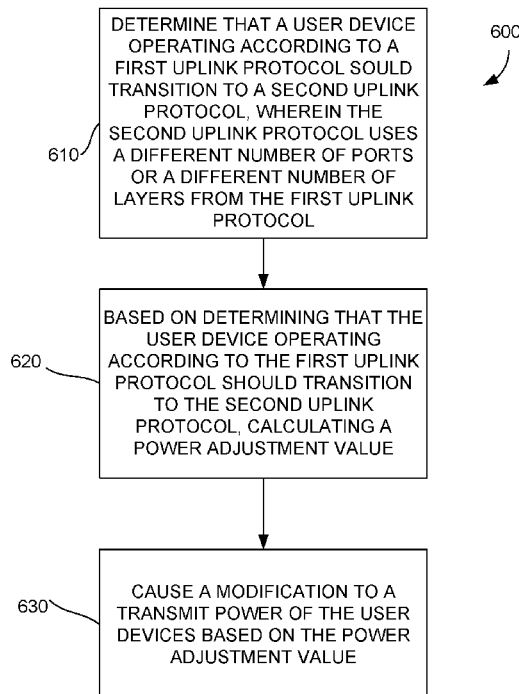 600
DETERMINE THAT A USER DEVICE
OPERATING ACCORDING TO A
FIRST UPLINK PROTOCOL SOULD
TRANSITION TO A SECOND UPLINK
PROTOCOL, WHEREIN THE
SECOND UPLINK PROTOCOL USES
A DIFFERENT NUMBER OF PORTS
OR A DIFFERENT NUMBER OF
LAYERS FROM THE FIRST UPLINK
PROTOCOL
610
BASED ON DETERMINING THAT THE
USER DEVICE OPERATING
ACCORDING TO THE FIRST UPLINK
PROTOCOL SHOULD TRANSITION
TO THE SECOND UPLINK
PROTOCOL, CALCULATING A
POWER ADJUSTMENT VALUE
620
CAUSE A MODIFICATION TO A
TRANSMIT POWER OF THE USER
DEVICES BASED ON THE POWER
ADJUSTMENT VALUE
630